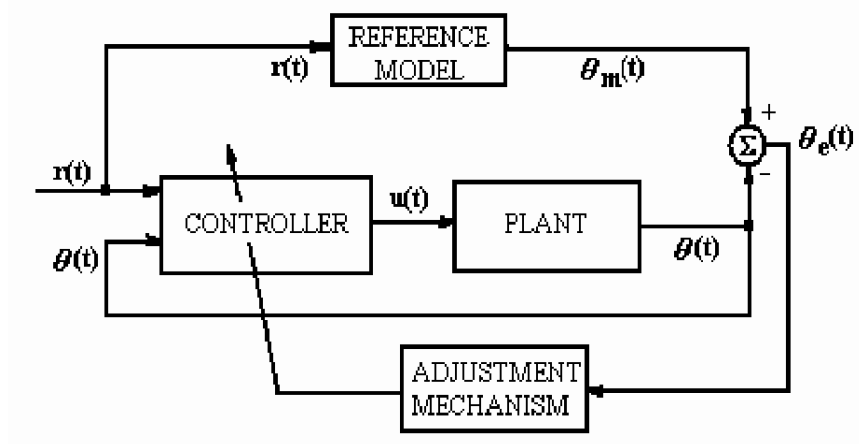 REFERENCE
MODEL
r(t)
θm(t)
+
Σ
θe(t)
-
r(t)
CONTROLLER
u(t)
PLANT
θ(t)
θ(t)
ADJUSTMENT
MECHANISM